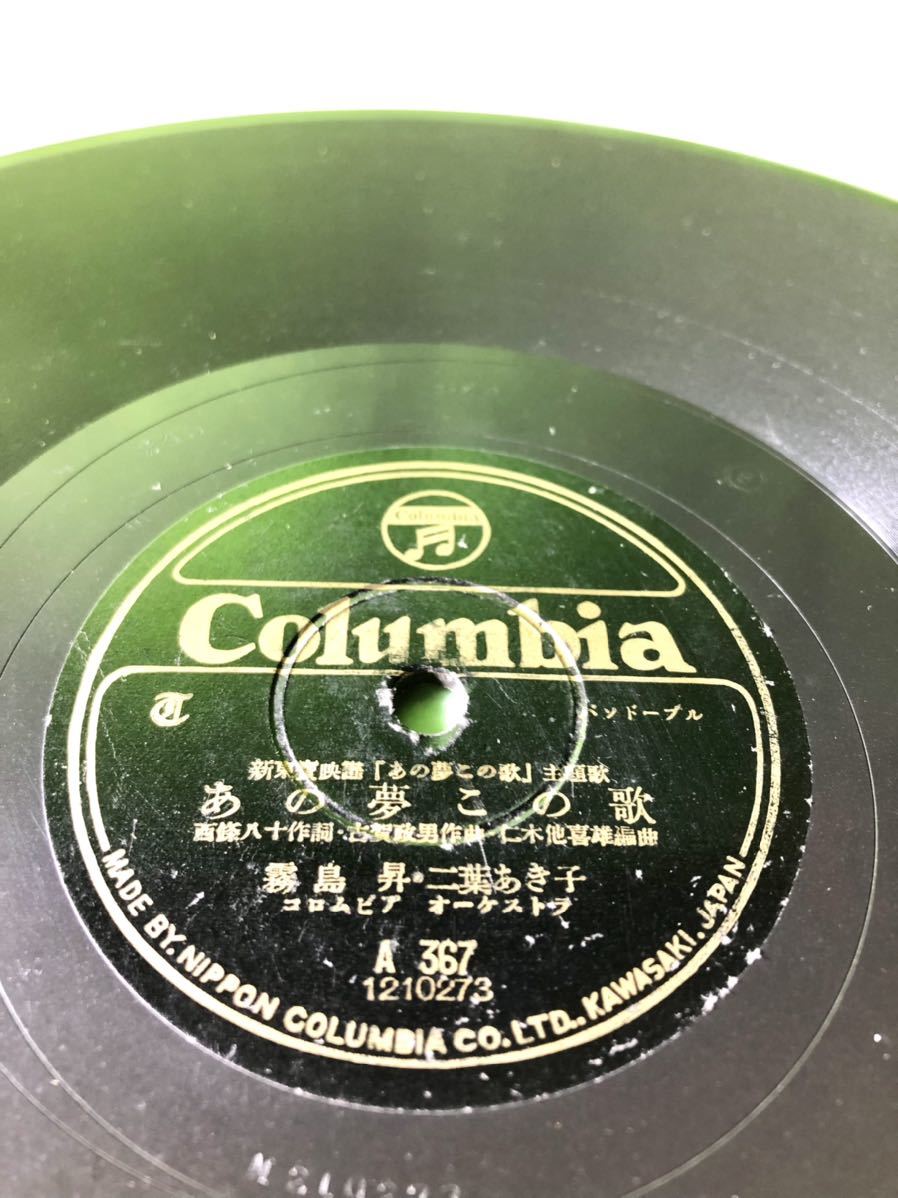 Columbia
Columbia
T
ブルードンベ
新東寶映畫「あの夢この歌」主題歌
あの夢この歌
西條八十作詞・古賀政男作曲・仁木他喜雄編曲
霧島 昇・二葉あき子
コロムビア オーケストラ
A 367
1210273
MADE BY. NIPPON COLUMBIA CO., LTD., KAWASAKI. JAPAN